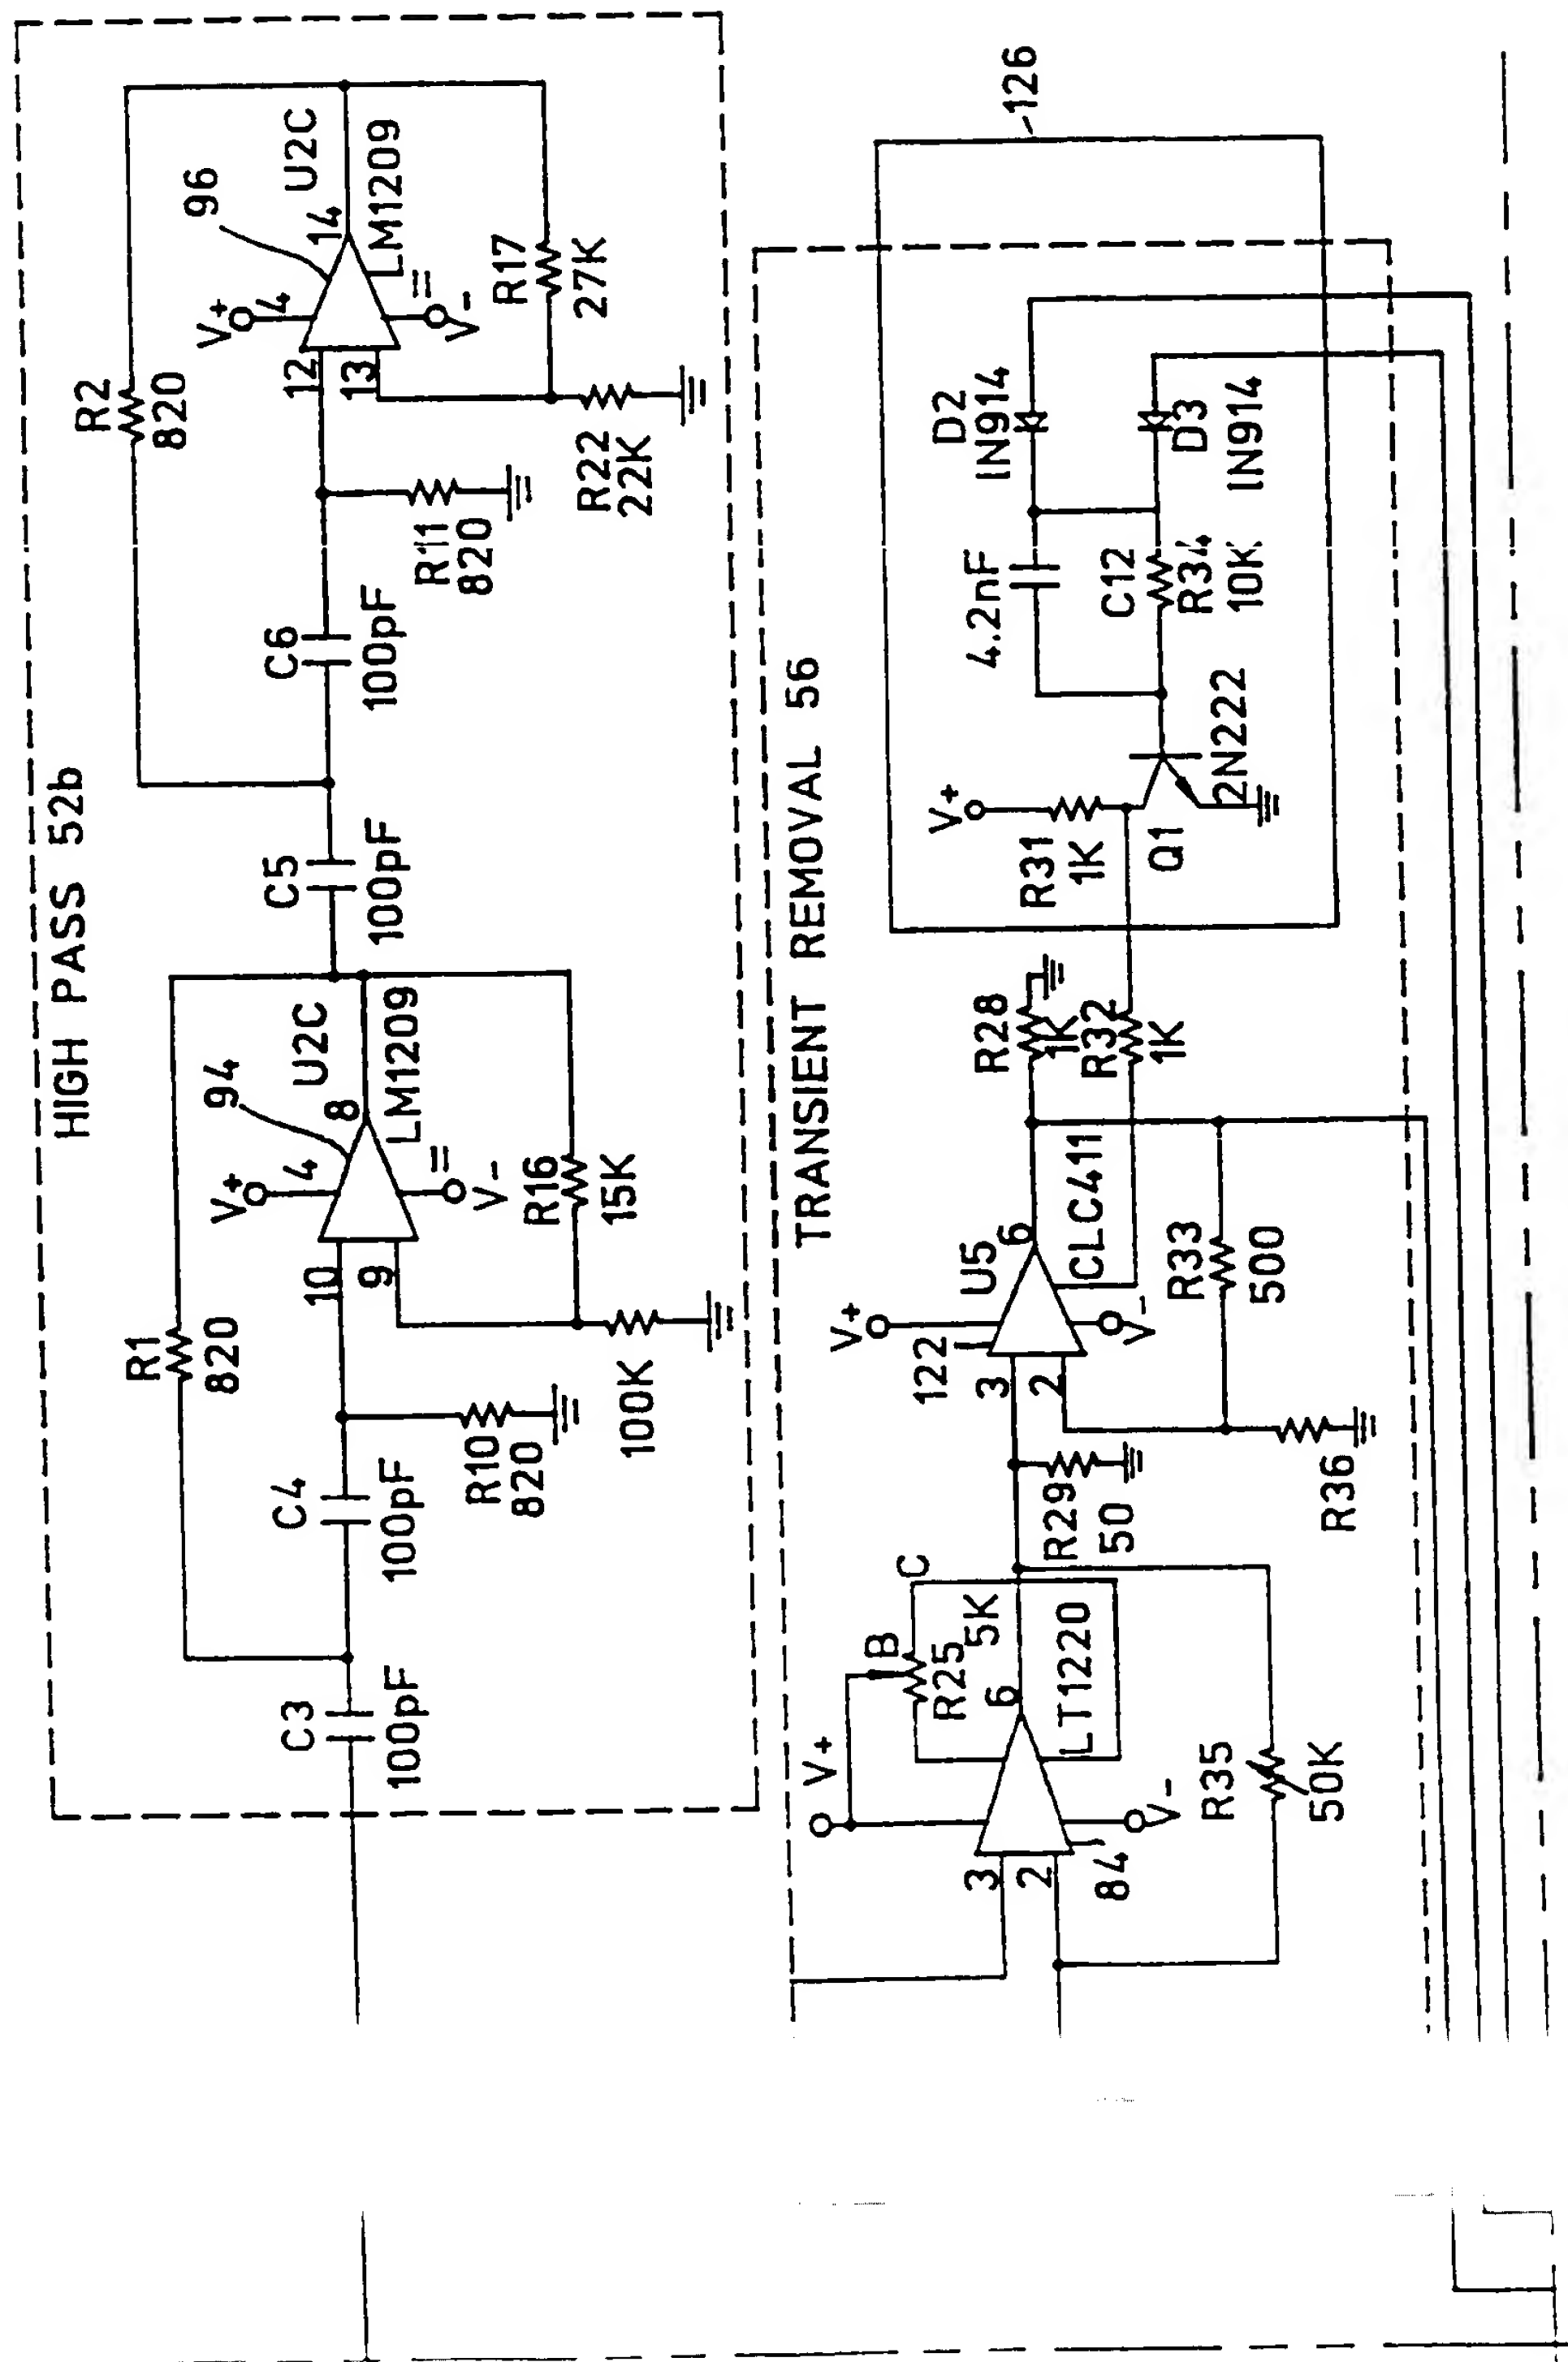 HIGH PASS 52b
C3
100pF
R1
820
C4
100pF
R10
820
10
9
V+
4
94
8
U2C
LM1209
V-
R16
15K
100K
C5
100pF
R2
820
C6
100pF
R11
820
12
13
V+
4
96
14
U2C
LM1209
V-
R17
27K
R22
22K
TRANSIENT REMOVAL 56
3
2
84
V+
V-
B
C
R25
5K
6
LT1220
R35
50K
R29
50
3
2
122
V+
V-
U5
6
CLC411
R33
500
R36
R28
1K
R32
1K
126
V+
R31
1K
Q1
2N222
4.2nF
C12
R34
10K
D2
IN914
D3
IN914